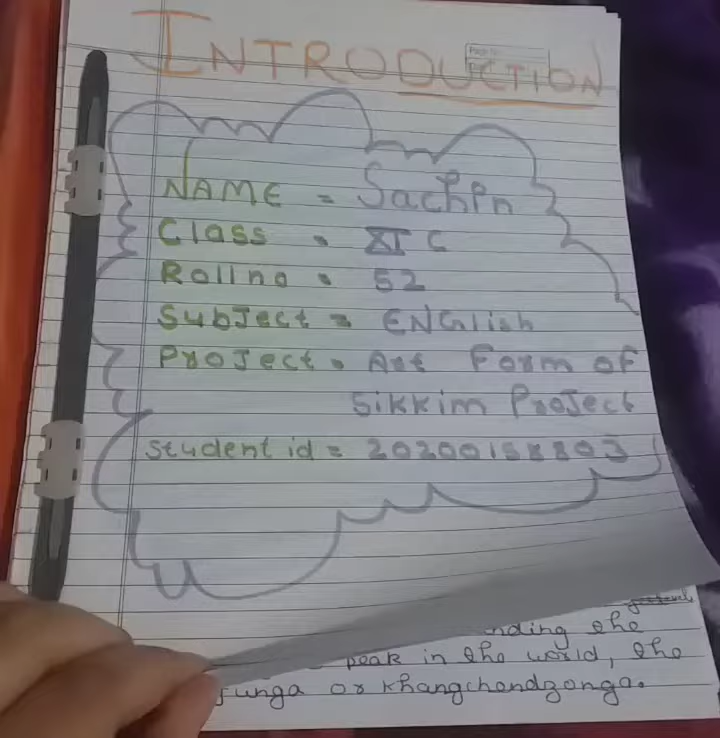 INTRODUCTION
NAME = Sachin
Class = XI C
Roll no = 52
Subject = ENGlish
Project = Art Form of
Sikkim Project
Student id = 20200158803
nding the
peak in the world, the
junga or Khangchendzonga.